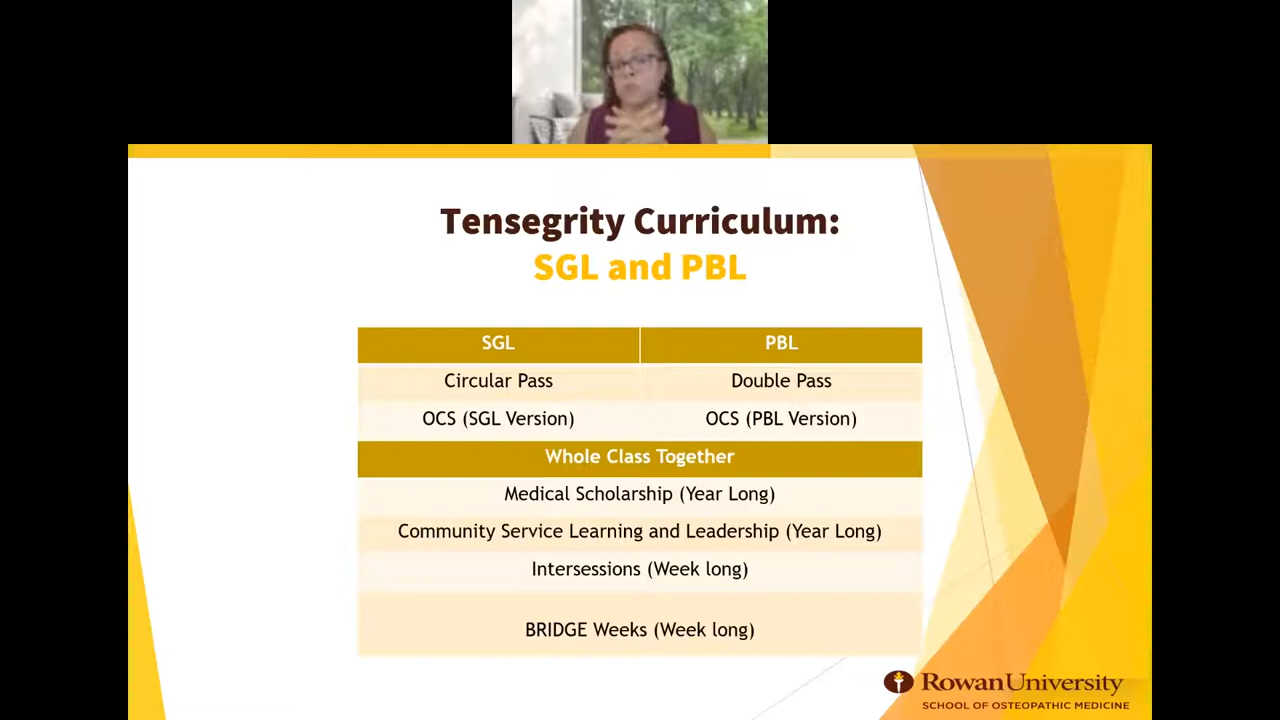 Tensegrity Curriculum:
SGL and PBL
SGL PBL
Circular Pass Double Pass
OCS (SGL Version) OCS (PBL Version)
Whole Class Together
Medical Scholarship (Year Long)
Community Service Learning and Leadership (Year Long)
Intersessions (Week long)
BRIDGE Weeks (Week long)
RowanUniversity
SCHOOL OF OSTEOPATHIC MEDICINE